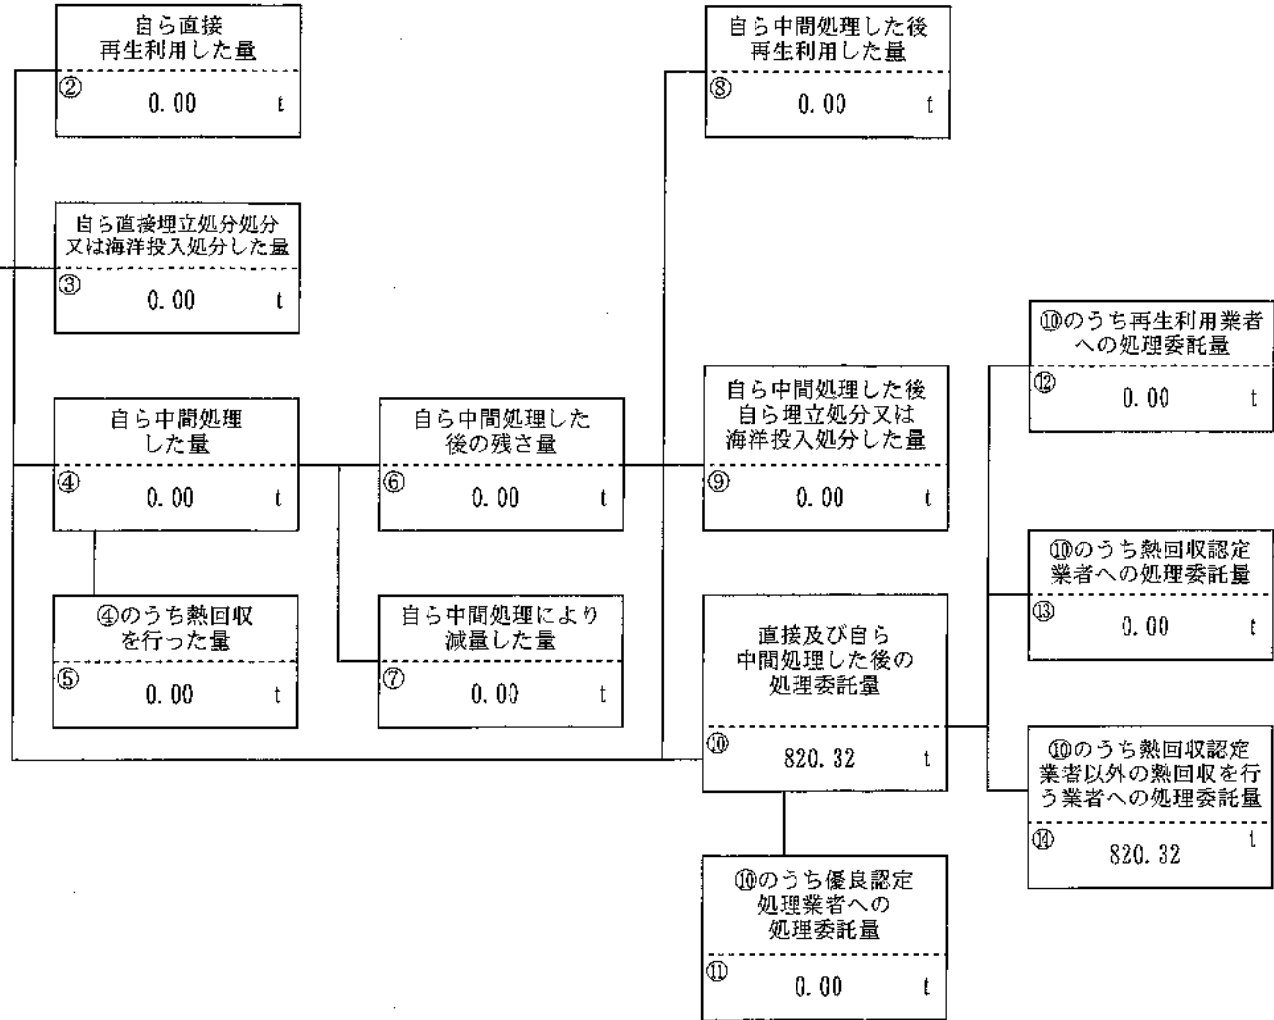 自ら直接
再生利用した量
② 0.00 t
自ら中間処理した後
再生利用した量
⑧ 0.00 t
自ら直接埋立処分処分
又は海洋投入処分した量
③ 0.00 t
⑩のうち再生利用業者
への処理委託量
⑫ 0.00 t
自ら中間処理
した量
④ 0.00 t
自ら中間処理した
後の残さ量
⑥ 0.00 t
自ら中間処理した後
自ら埋立処分又は
海洋投入処分した量
⑨ 0.00 t
⑩のうち熱回収認定
業者への処理委託量
⑬ 0.00 t
④のうち熱回収
を行った量
⑤ 0.00 t
自ら中間処理により
減量した量
⑦ 0.00 t
直接及び自ら
中間処理した後の
処理委託量
⑩ 820.32 t
⑩のうち熱回収認定
業者以外の熱回収を行
う業者への処理委託量
⑭ 820.32 t
⑩のうち優良認定
処理業者への
処理委託量
⑪ 0.00 t